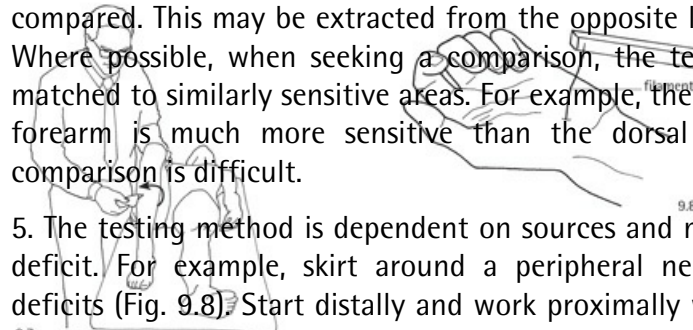 compared. This may be extracted from the opposite
Where possible, when seeking a comparison, the
matched to similarly sensitive areas. For example, the
filament
forearm is much more sensitive than the dorsal
comparison is difficult.
9.8
5. The testing method is dependent on sources and
deficit. For example, skirt around a peripheral
deficits (Fig. 9.8). Start distally and work proximally